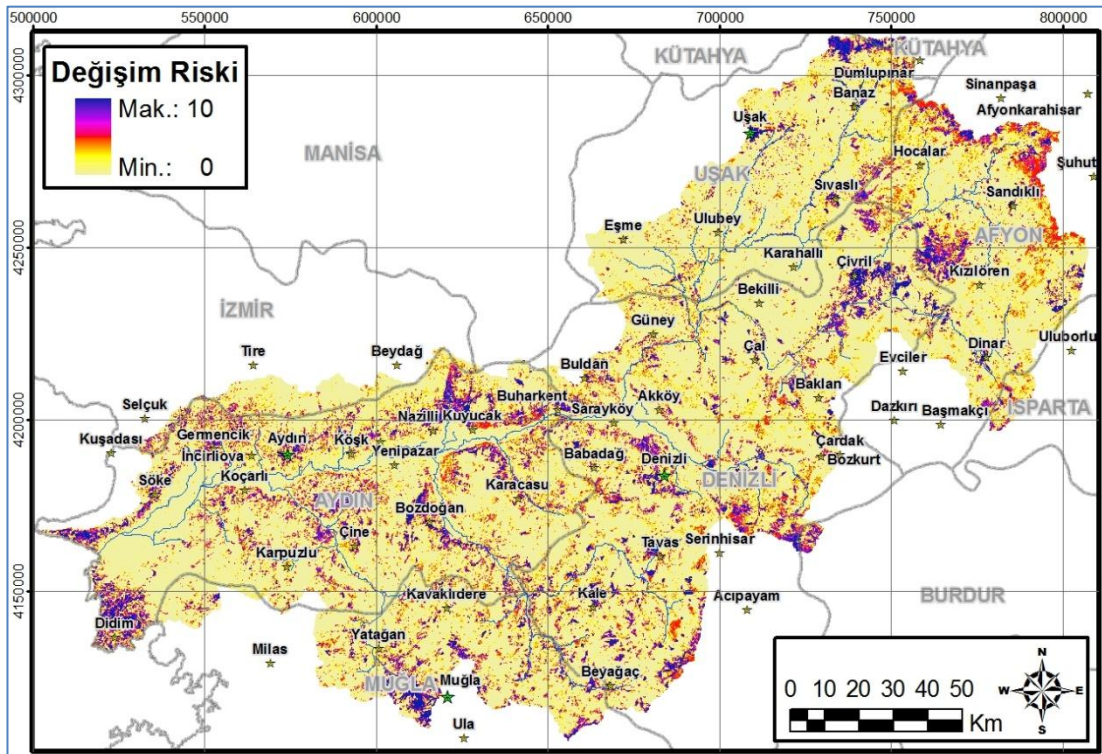 500000 550000 600000 650000 700000 750000 800000
4300000
4250000
4200000
4150000
Değişim Riski
Mak.: 10
Min.: 0
KÜTAHYA
KÜTAHYA
Dumlupınar
Banaz
Sinanpaşa
Afyonkarahisar
Uşak
MANİSA
Hocalar
Şuhut
UŞAK
Sıvaslı
Sandıklı
Ulubey
Eşme
AFYON
Karahallı
Çivril
Kızılören
Bekilli
İZMİR
Güney
Tire
Beydağ
Buldan
Çal
Evciler
Dinar
Uluborlu
Baklan
Selçuk
Buharkent
Akköy
Nazilli Kuyucak
Sarayköy
Dazkırı
Başmakçı
ISPARTA
Kuşadası
Germencik
Aydın
Köşk
İncirliova
Yenipazar
Çardak
Bozkurt
Babadağ
Denizli
Söke
Koçarlı
DENİZLİ
Karacasu
AYDIN
Bozdoğan
Çine
Tavas
Serinhisar
Karpuzlu
Kavaklıdere
Kale
Acıpayam
BURDUR
Didim
Yatağan
Milas
Beyağaç
MUĞLA
Muğla
Ula
N
W E
S
0 10 20 30 40 50
Km